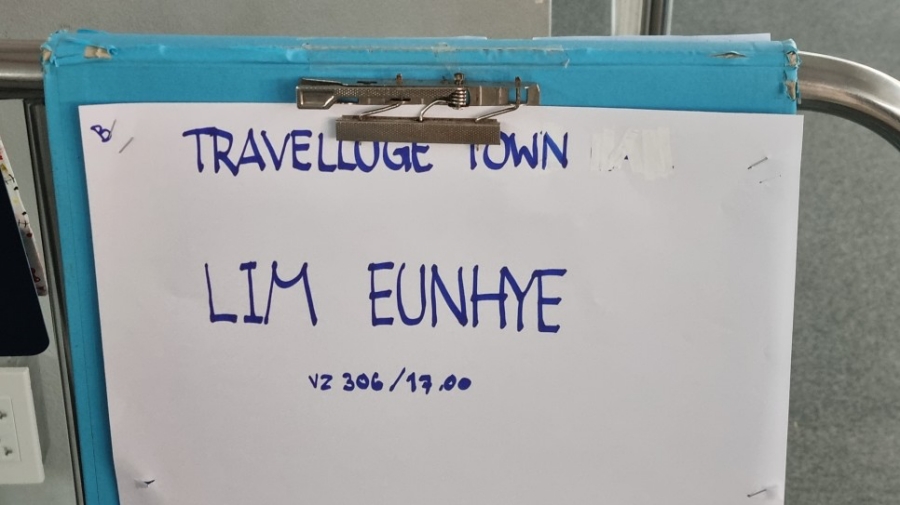 B/
TRAVELLOGE TOWN
LIM EUNHYE
VZ 306/17.00